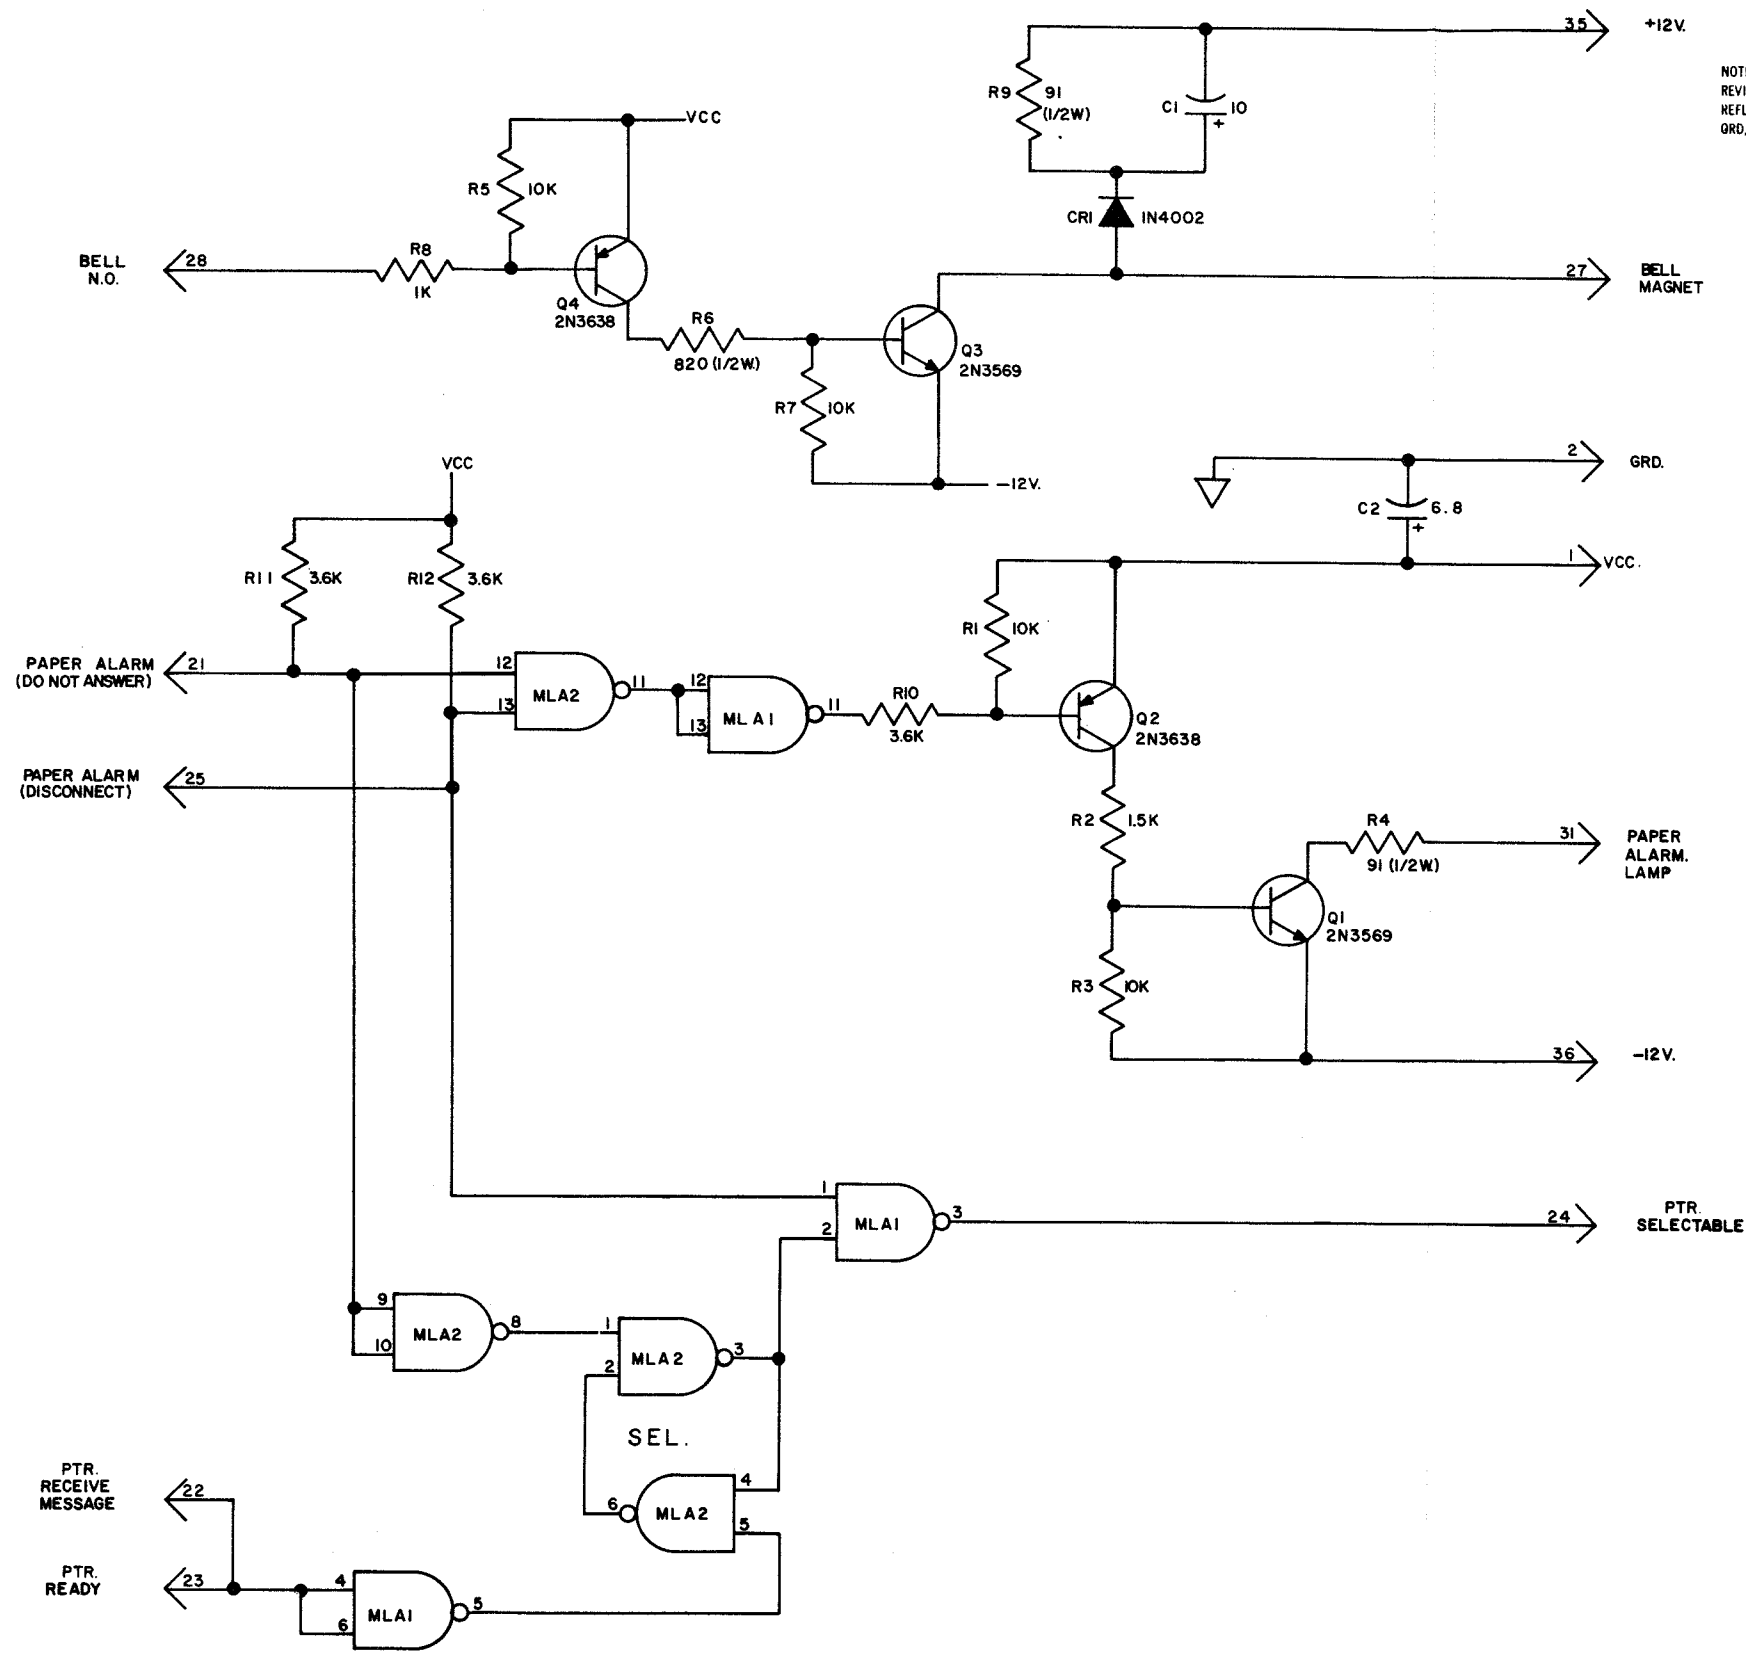 35 +12V.
NOT
REVI
REFL
GRD.
R9 91
(1/2W)
C1 10
+
VCC
R5 10K
CR1 1N4002
BELL
N.O.
28
R8
1K
Q4
2N3638
27 BELL
MAGNET
R6
820 (1/2W.)
Q3
2N3569
R7 10K
-12V.
2 GRD.
C2 6.8
+
VCC
R11 3.6K
R12 3.6K
1 VCC.
R1 10K
PAPER ALARM
(DO NOT ANSWER)
21
12
13
MLA2
11
12
13
MLA1
11
R10
3.6K
Q2
2N3638
PAPER ALARM
(DISCONNECT)
25
R2 1.5K
R4
91 (1/2W.)
31 PAPER
ALARM.
LAMP
Q1
2N3569
R3 10K
36 -12V.
1
2
MLA1
3
24 PTR.
SELECTABLE
9
10
MLA2
8
1
2
MLA2
3
SEL.
4
5
MLA2
6
PTR.
RECEIVE
MESSAGE
22
PTR.
READY
23
4
6
MLA1
5